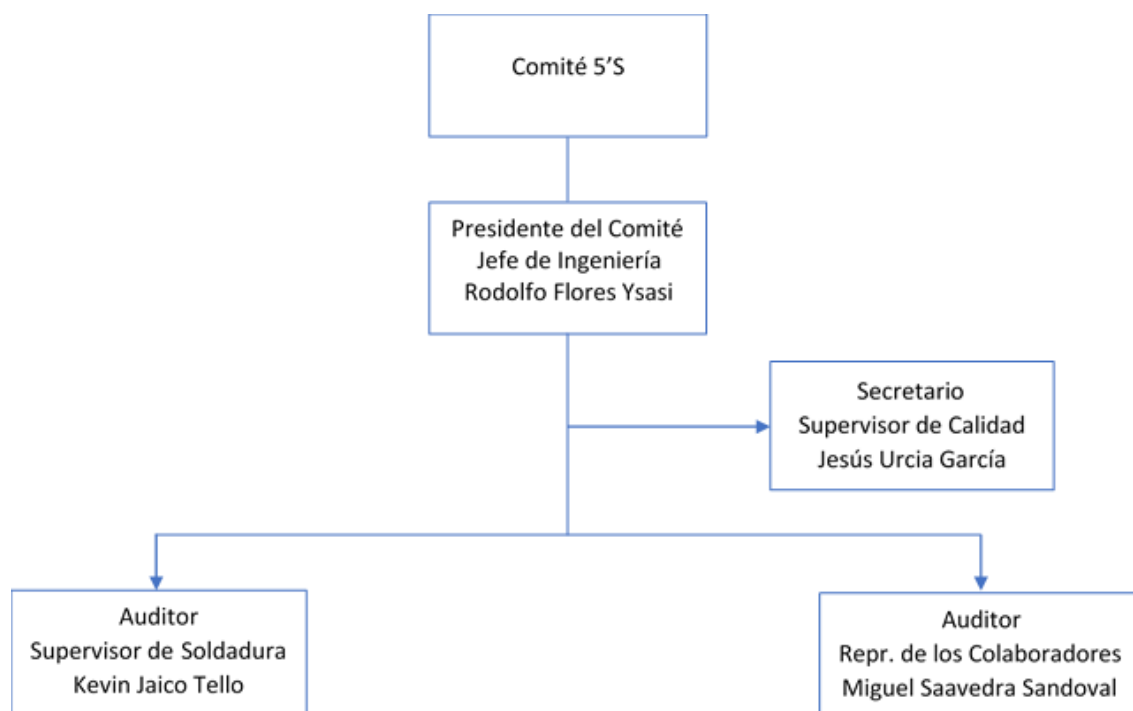 Comité 5’S
Presidente del Comité
Jefe de Ingeniería
Rodolfo Flores Ysasi
Secretario
Supervisor de Calidad
Jesús Urcia García
Auditor
Supervisor de Soldadura
Kevin Jaico Tello
Auditor
Repr. de los Colaboradores
Miguel Saavedra Sandoval